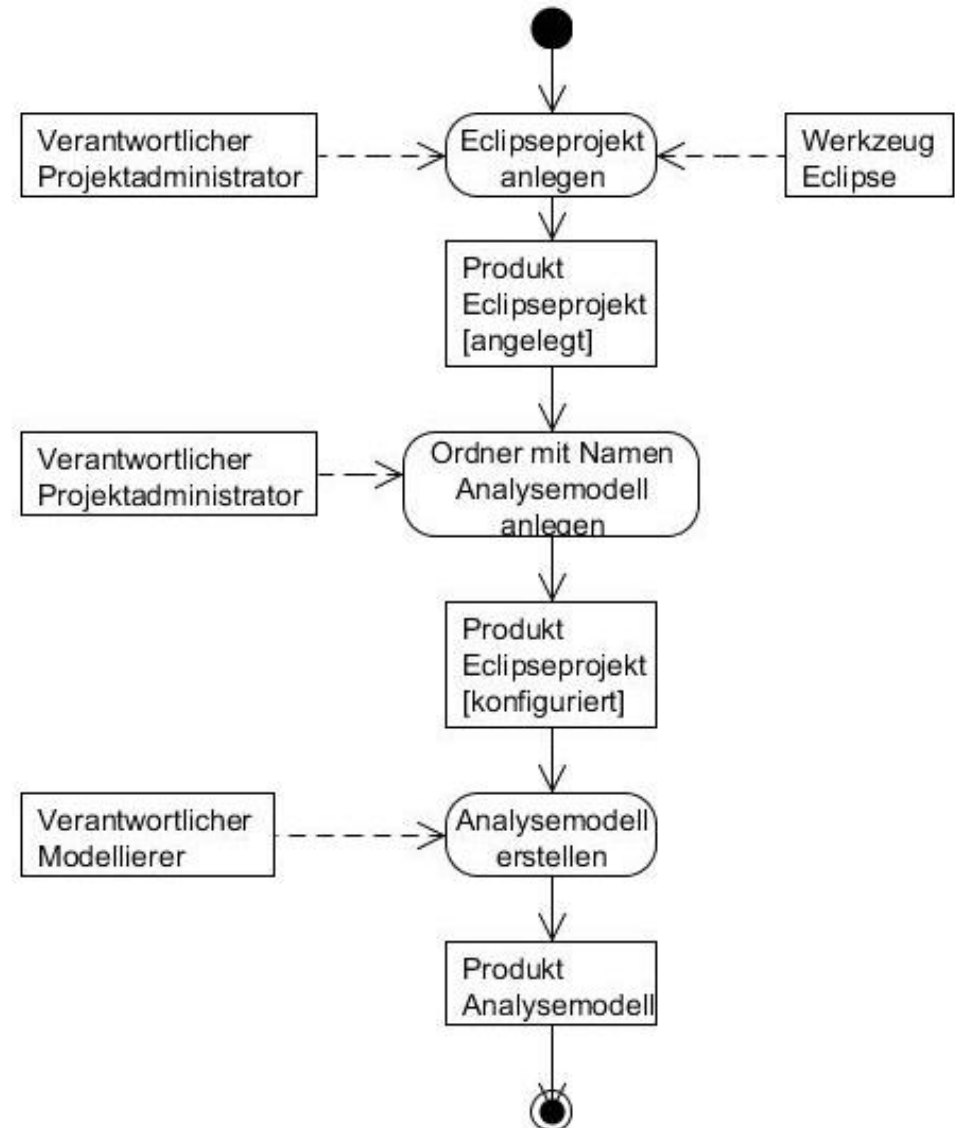 Verantwortlicher
Projektadministrator
Eclipseprojekt
anlegen
Werkzeug
Eclipse
Produkt
Eclipseprojekt
[angelegt]
Verantwortlicher
Projektadministrator
Ordner mit Namen
Analysemodell
anlegen
Produkt
Eclipseprojekt
[konfiguriert]
Verantwortlicher
Modellierer
Analysemodell
erstellen
Produkt
Analysemodell